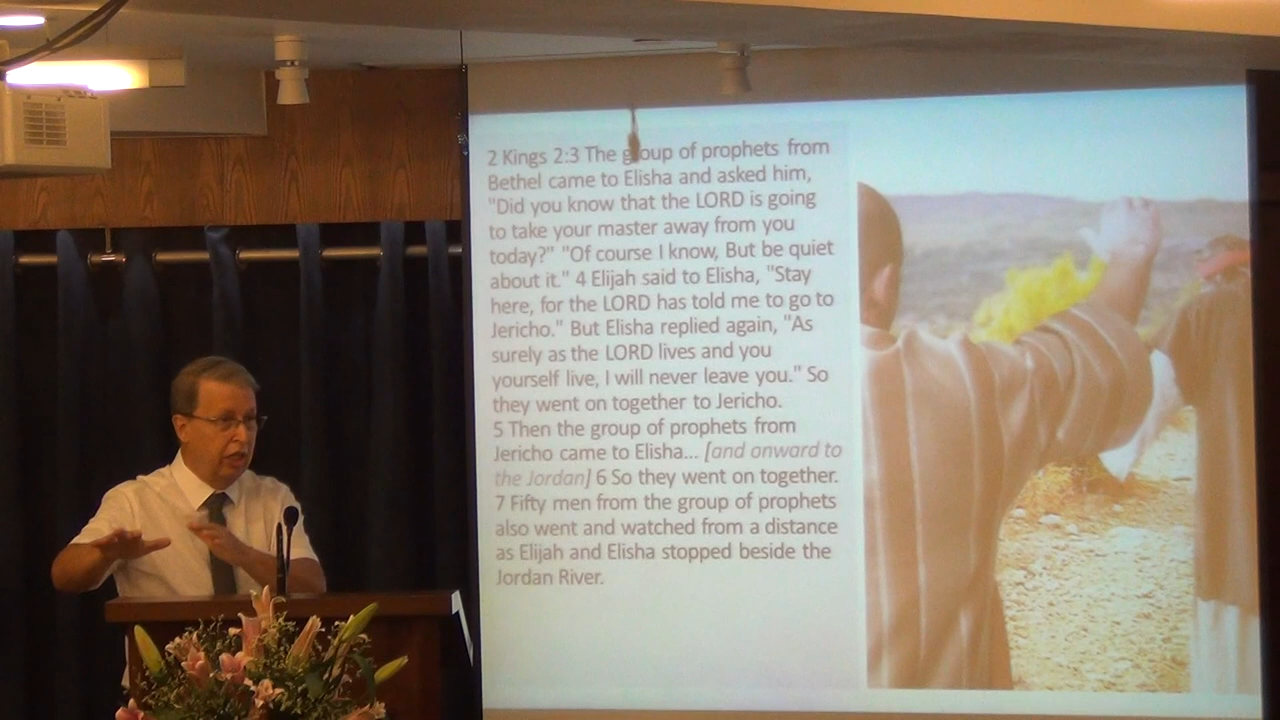 2 Kings 2:3 The group of prophets from
Bethel came to Elisha and asked him,
"Did you know that the LORD is going
to take your master away from you
today?" "Of course I know, But be quiet
about it." 4 Elijah said to Elisha, "Stay
here, for the LORD has told me to go to
Jericho." But Elisha replied again, "As
surely as the LORD lives and you
yourself live, I will never leave you." So
they went on together to Jericho.
5 Then the group of prophets from
Jericho came to Elisha... [and onward to
the Jordan] 6 So they went on together.
7 Fifty men from the group of prophets
also went and watched from a distance
as Elijah and Elisha stopped beside the
Jordan River.